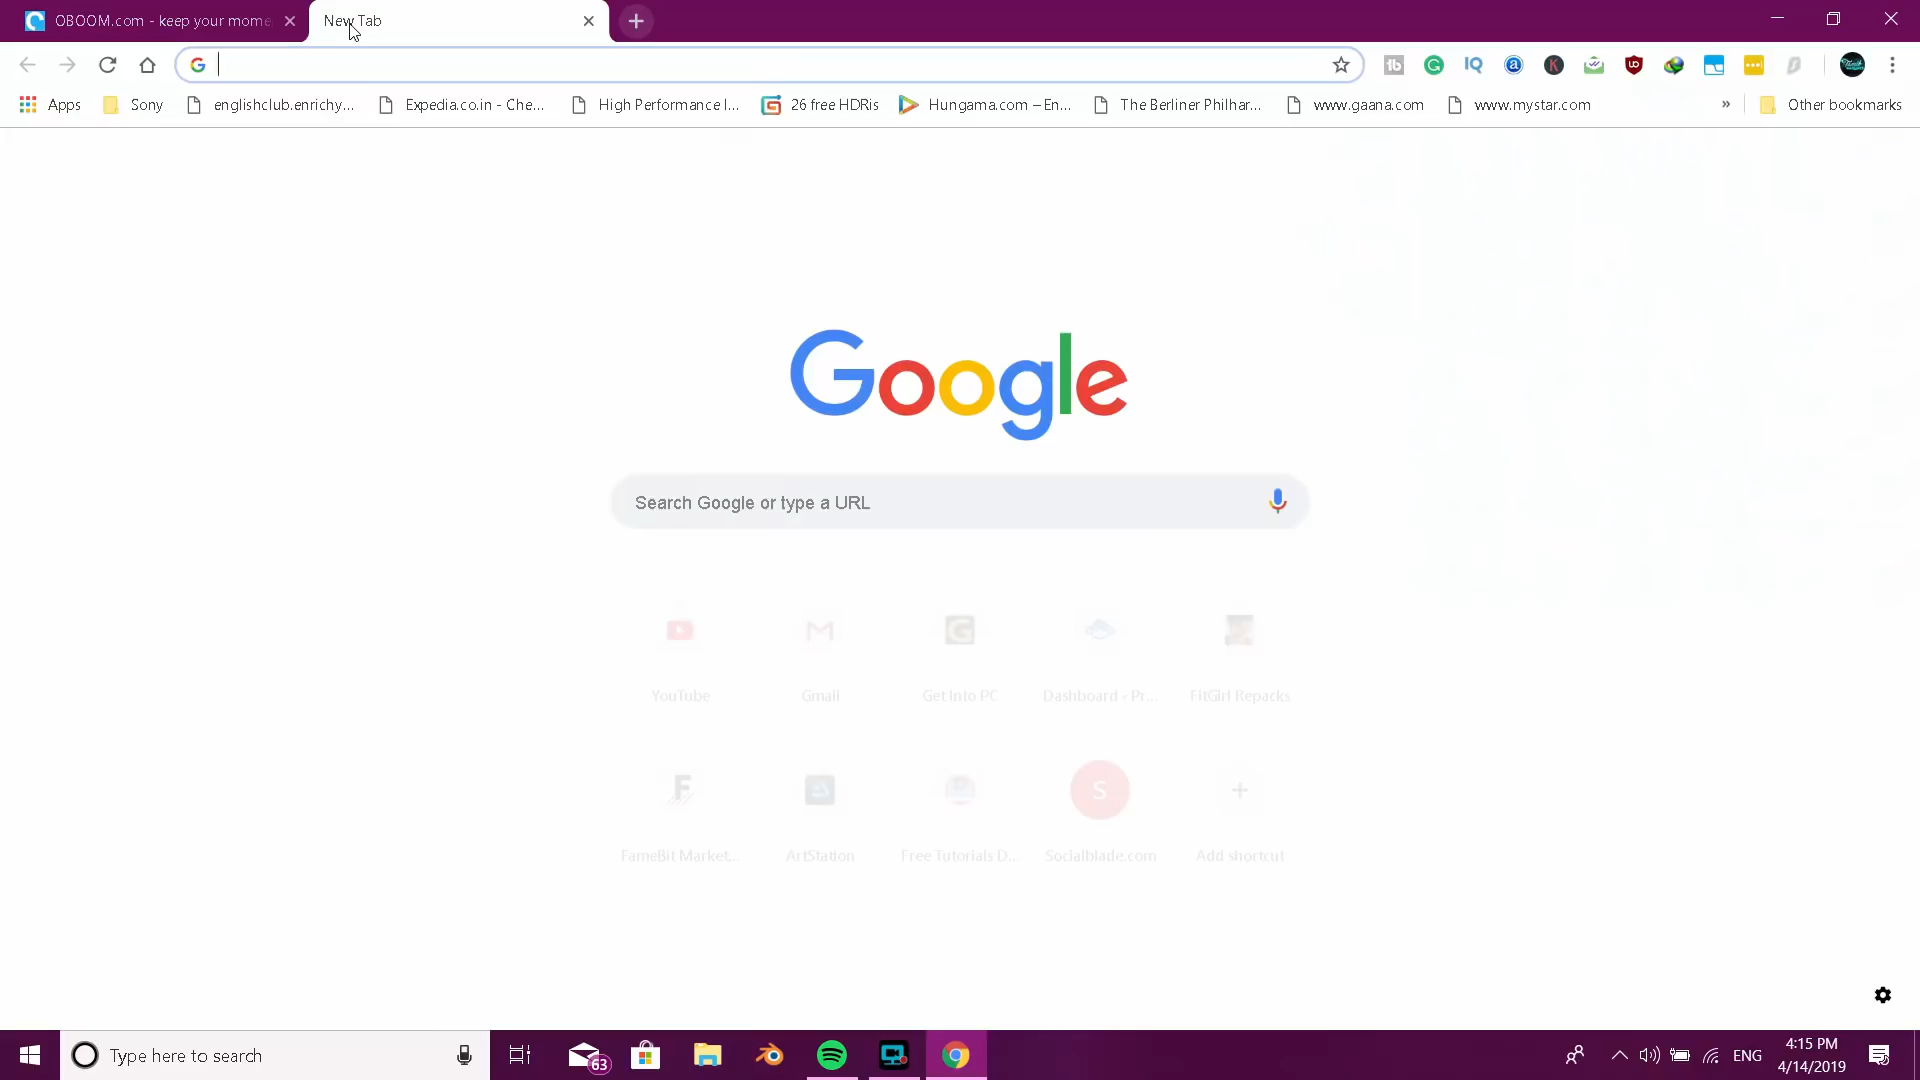 OBOOM.com - keep your mome
New Tab
Apps
Sony
englishclub.enrichy...
Expedia.co.in - Che...
High Performance I...
26 free HDRis
Hungama.com – En...
The Berliner Philhar...
www.gaana.com
www.mystar.com
»
Other bookmarks
Google
Search Google or type a URL
YouTube
Gmail
Get Into PC
Dashboard ‹ Pr...
FitGirl Repacks
FameBit Market...
ArtStation
Free Tutorials D...
S
Socialblade.com
Add shortcut
Type here to search
63
ENG
4:15 PM
4/14/2019